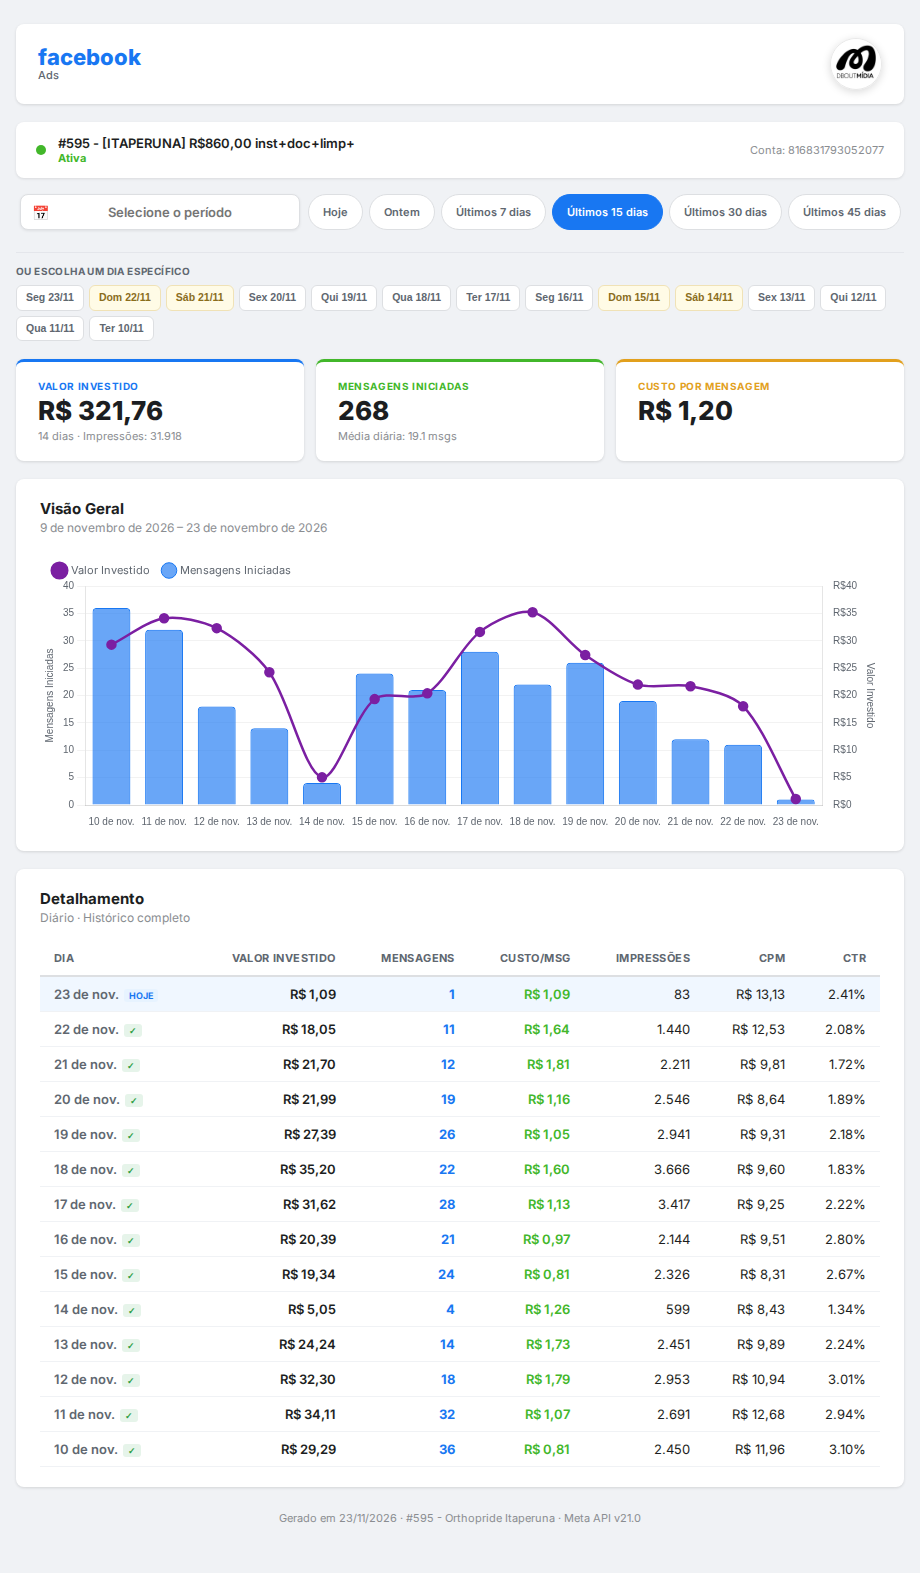 facebook
Ads
DBOUTMÍDIA
#595 - [ITAPERUNA] R$860,00 inst+doc+limp+
Ativa
Conta: 816831793052077
Selecione o período
Hoje
Ontem
Últimos 7 dias
Últimos 15 dias
Últimos 30 dias
Últimos 45 dias
OU ESCOLHA UM DIA ESPECÍFICO
Seg 23/11 Dom 22/11 Sáb 21/11 Sex 20/11 Qui 19/11 Qua 18/11 Ter 17/11 Seg 16/11 Dom 15/11 Sáb 14/11 Sex 13/11 Qui 12/11
Qua 11/11 Ter 10/11
VALOR INVESTIDO
R$ 321,76
14 dias · Impressões: 31.918
MENSAGENS INICIADAS
268
Média diária: 19.1 msgs
CUSTO POR MENSAGEM
R$ 1,20
Visão Geral
9 de novembro de 2026 – 23 de novembro de 2026
Valor Investido Mensagens Iniciadas
40 R$40
35 R$35
30 R$30
25 R$25
20 R$20
15 R$15
10 R$10
5 R$5
0 R$0
Mensagens Iniciadas
Valor Investido
10 de nov. 11 de nov. 12 de nov. 13 de nov. 14 de nov. 15 de nov. 16 de nov. 17 de nov. 18 de nov. 19 de nov. 20 de nov. 21 de nov. 22 de nov. 23 de nov.
Detalhamento
Diário · Histórico completo
DIA VALOR INVESTIDO MENSAGENS CUSTO/MSG IMPRESSÕES CPM CTR
23 de nov. HOJE R$ 1,09 1 R$ 1,09 83 R$ 13,13 2.41%
22 de nov. ✓ R$ 18,05 11 R$ 1,64 1.440 R$ 12,53 2.08%
21 de nov. ✓ R$ 21,70 12 R$ 1,81 2.211 R$ 9,81 1.72%
20 de nov. ✓ R$ 21,99 19 R$ 1,16 2.546 R$ 8,64 1.89%
19 de nov. ✓ R$ 27,39 26 R$ 1,05 2.941 R$ 9,31 2.18%
18 de nov. ✓ R$ 35,20 22 R$ 1,60 3.666 R$ 9,60 1.83%
17 de nov. ✓ R$ 31,62 28 R$ 1,13 3.417 R$ 9,25 2.22%
16 de nov. ✓ R$ 20,39 21 R$ 0,97 2.144 R$ 9,51 2.80%
15 de nov. ✓ R$ 19,34 24 R$ 0,81 2.326 R$ 8,31 2.67%
14 de nov. ✓ R$ 5,05 4 R$ 1,26 599 R$ 8,43 1.34%
13 de nov. ✓ R$ 24,24 14 R$ 1,73 2.451 R$ 9,89 2.24%
12 de nov. ✓ R$ 32,30 18 R$ 1,79 2.953 R$ 10,94 3.01%
11 de nov. ✓ R$ 34,11 32 R$ 1,07 2.691 R$ 12,68 2.94%
10 de nov. ✓ R$ 29,29 36 R$ 0,81 2.450 R$ 11,96 3.10%
Gerado em 23/11/2026 · #595 - Orthopride Itaperuna · Meta API v21.0